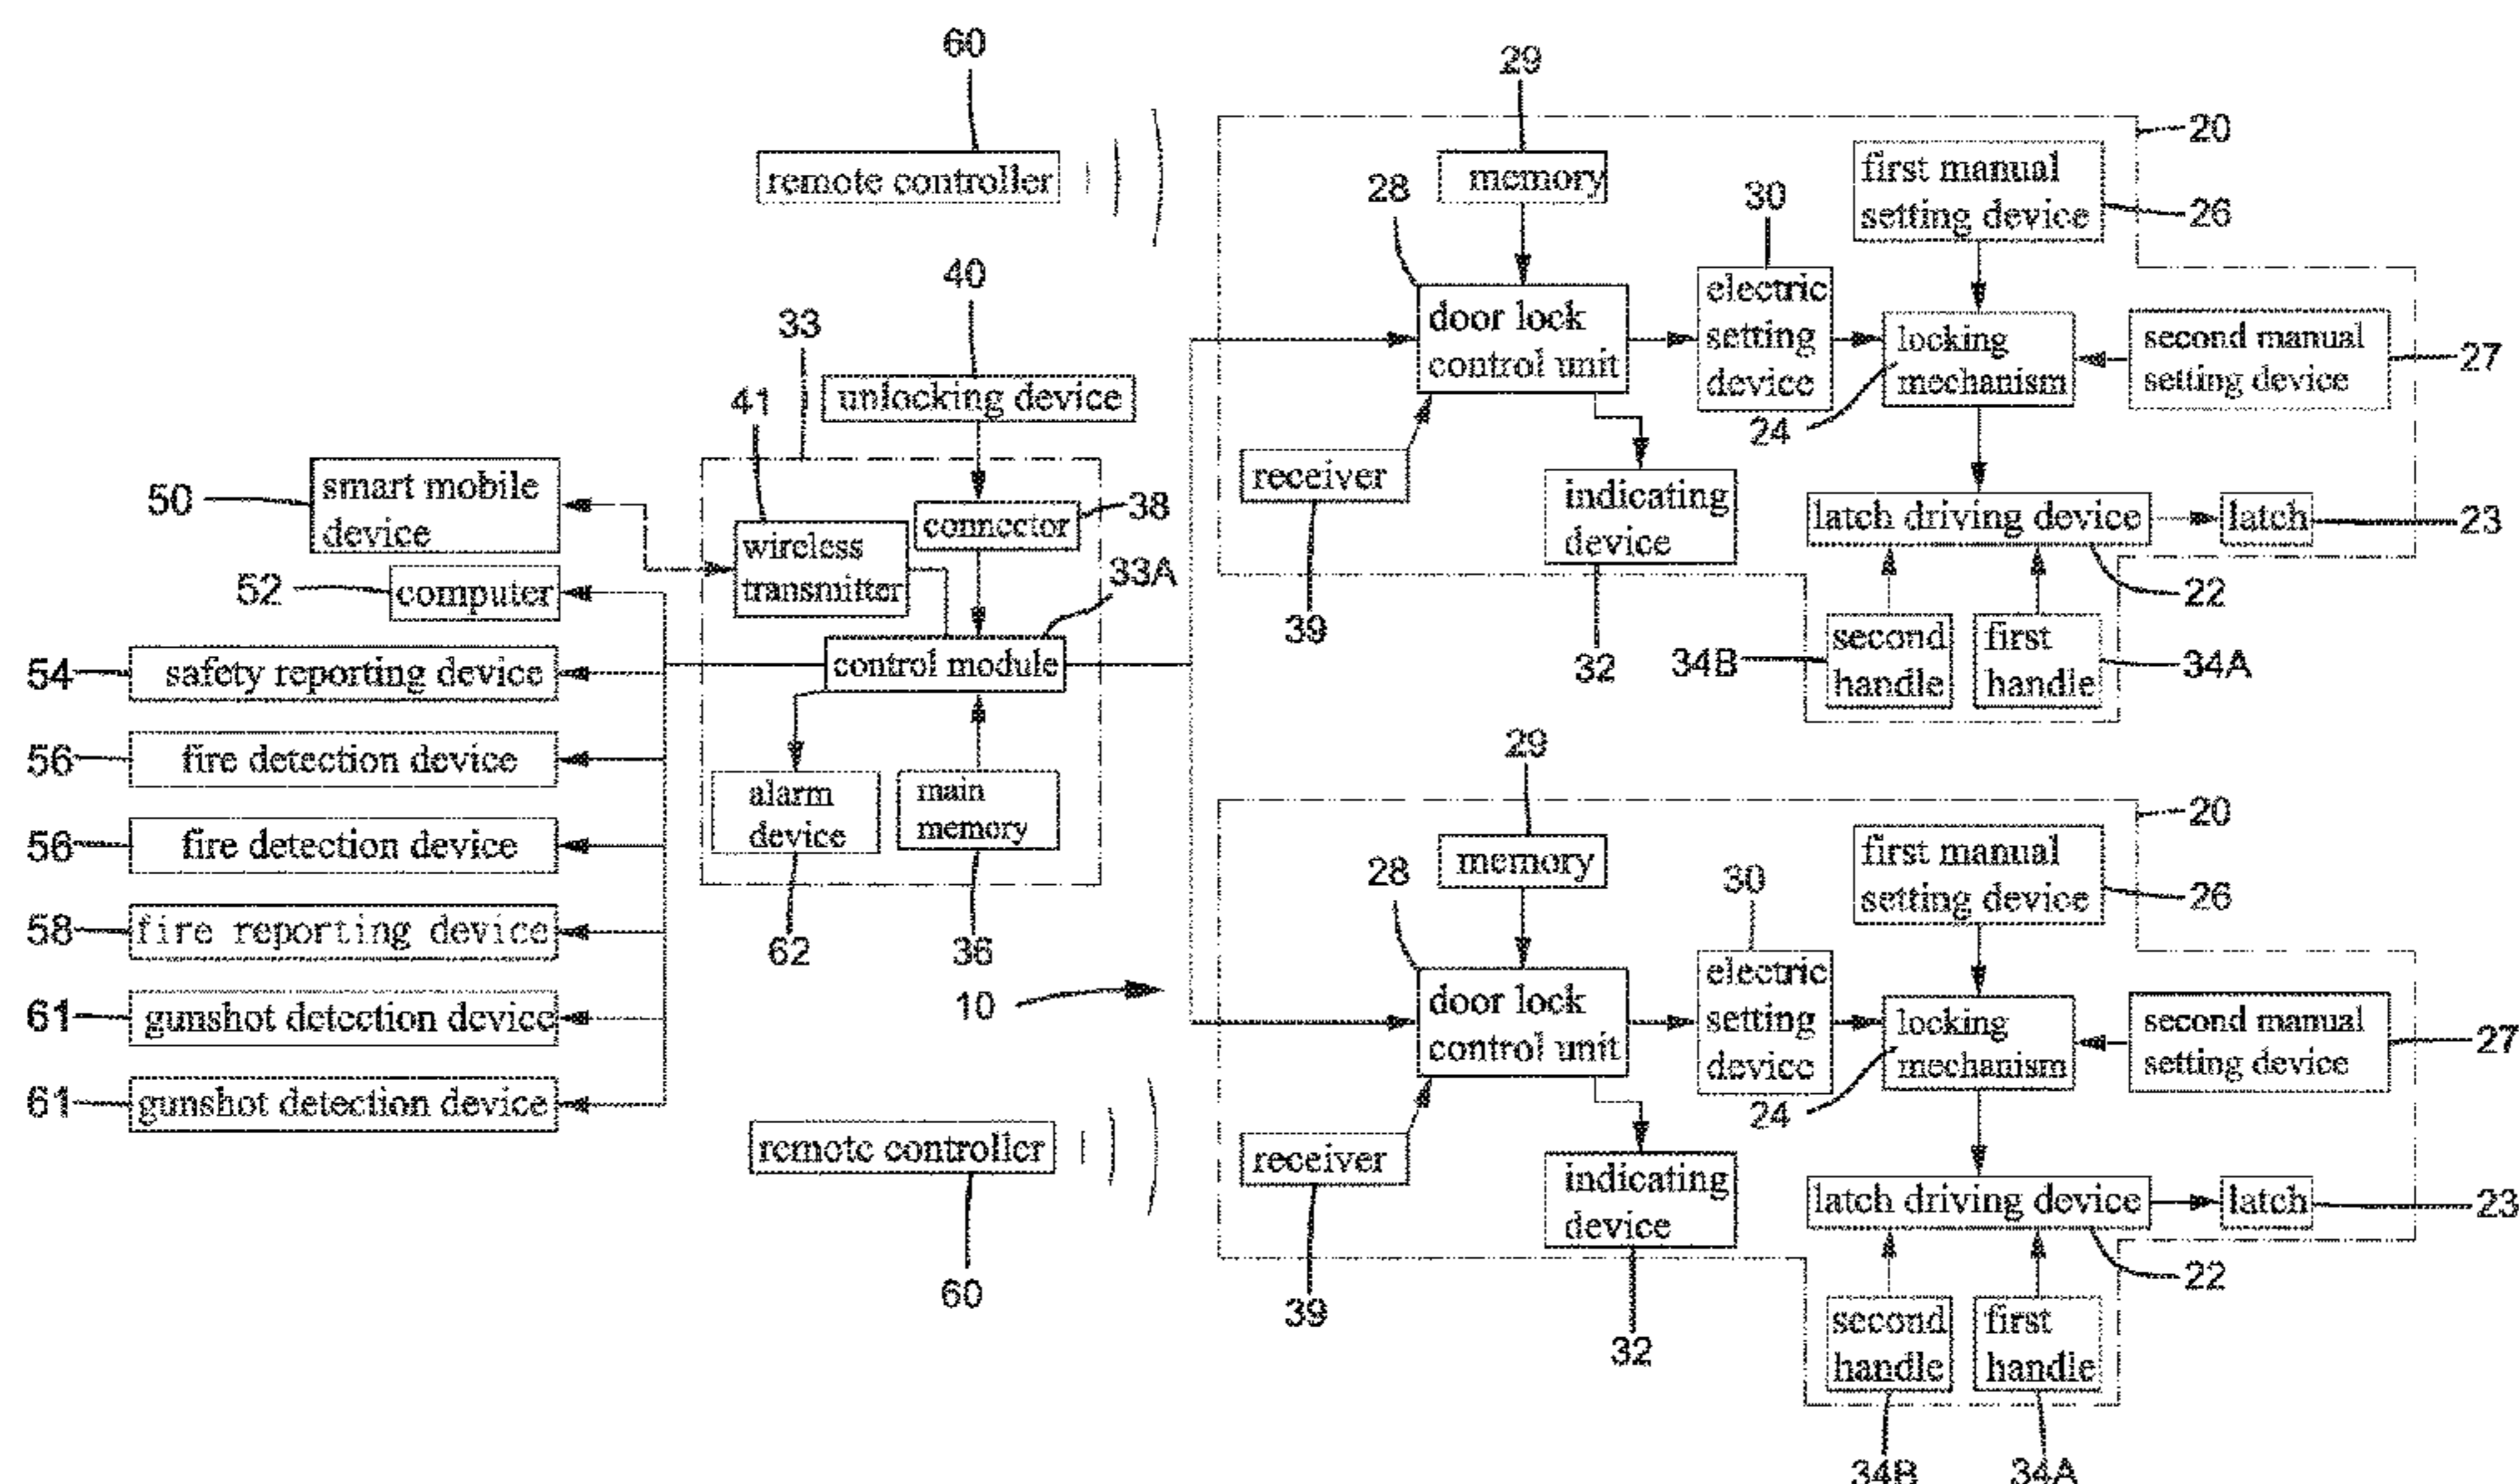 60
remote controller
40
33
unlocking device
41
connector
38
wireless
transmitter
33A
control module
alarm
device
main
memory
62
36
10
50
smart mobile
device
52
computer
54
safety reporting device
56
fire detection device
56
fire detection device
58
fire reporting device
61
gunshot detection device
61
gunshot detection device
remote controller
60
29
memory
28
door lock
control unit
30
electric
setting
device
first manual
setting device
20
26
locking
mechanism
24
second manual
setting device
27
receiver
39
indicating
device
32
latch driving device
latch
23
22
34B
second
handle
first
handle
34A
29
memory
28
door lock
control unit
30
electric
setting
device
first manual
setting device
20
26
locking
mechanism
24
second manual
setting device
27
receiver
39
indicating
device
32
latch driving device
latch
23
22
second
handle
first
handle
34B
34A